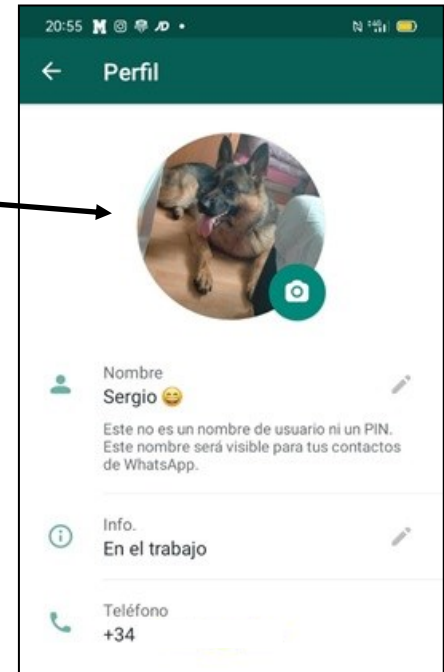 20:55
Perfil
Nombre
Sergio 😄
Este no es un nombre de usuario ni un PIN.
Este nombre será visible para tus contactos
de WhatsApp.
Info.
En el trabajo
Teléfono
+34